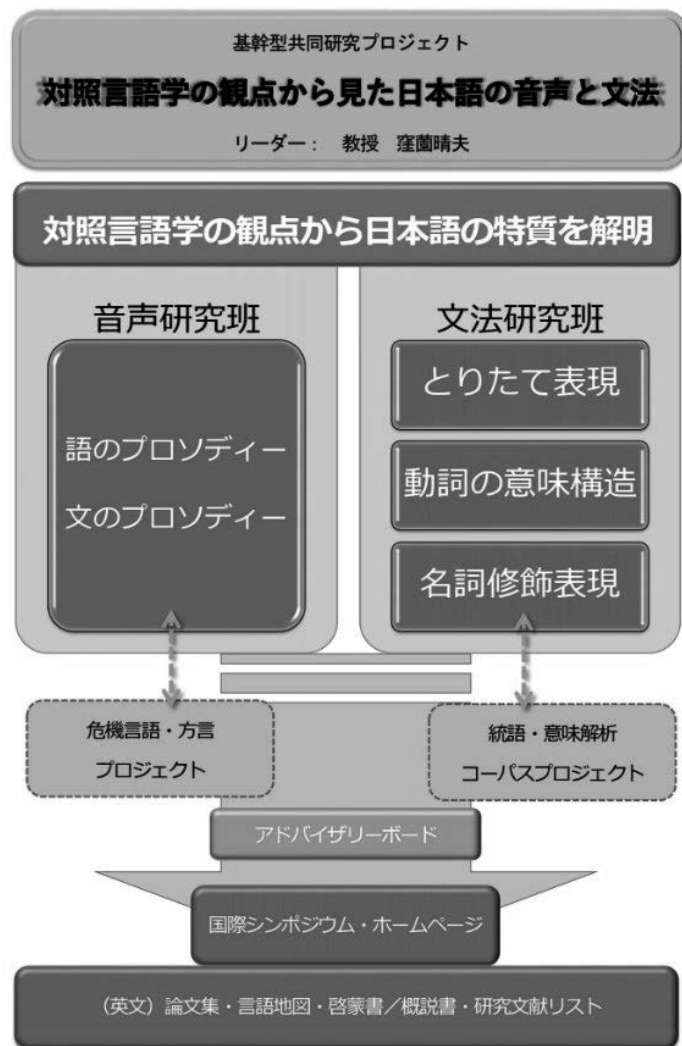 基幹型共同研究プロジェクト
対照言語学の観点から見た日本語の音声と文法
リーダー： 教授 窪薗晴夫
対照言語学の観点から日本語の特質を解明
音声研究班
語のプロソディー
文のプロソディー
文法研究班
とりたて表現
動詞の意味構造
名詞修飾表現
危機言語・方言
プロジェクト
統語・意味解析
コーパスプロジェクト
アドバイザリーボード
国際シンポジウム・ホームページ
（英文）論文集・言語地図・啓蒙書／概説書・研究文献リスト